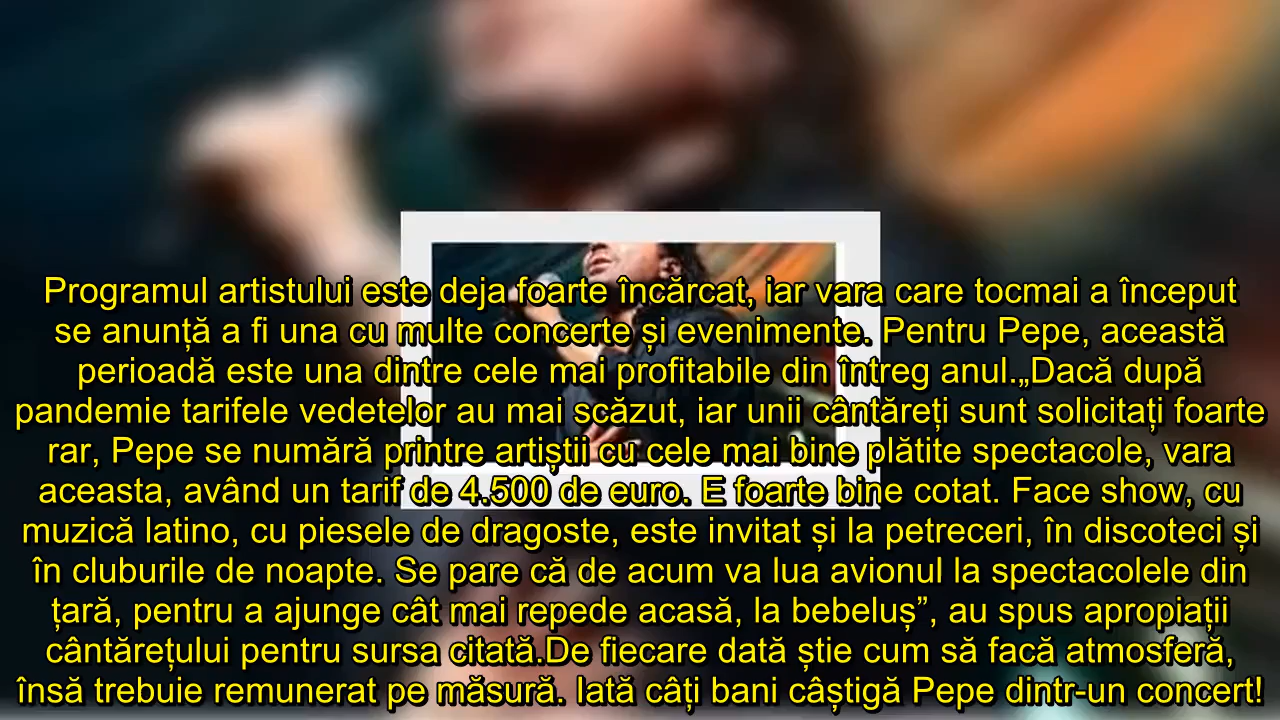 Programul artistului este deja foarte încărcat, iar vara care tocmai a început
se anunță a fi una cu multe concerte și evenimente. Pentru Pepe, această
perioadă este una dintre cele mai profitabile din întreg anul.„Dacă după
pandemie tarifele vedetelor au mai scăzut, iar unii cântăreți sunt solicitați foarte
rar, Pepe se numără printre artiștii cu cele mai bine plătite spectacole, vara
aceasta, având un tarif de 4.500 de euro. E foarte bine cotat. Face show, cu
muzică latino, cu piesele de dragoste, este invitat și la petreceri, în discoteci și
în cluburile de noapte. Se pare că de acum va lua avionul la spectacolele din
țară, pentru a ajunge cât mai repede acasă, la bebeluș”, au spus apropiații
cântărețului pentru sursa citată.De fiecare dată știe cum să facă atmosferă,
însă trebuie remunerat pe măsură. Iată câți bani câștigă Pepe dintr-un concert!